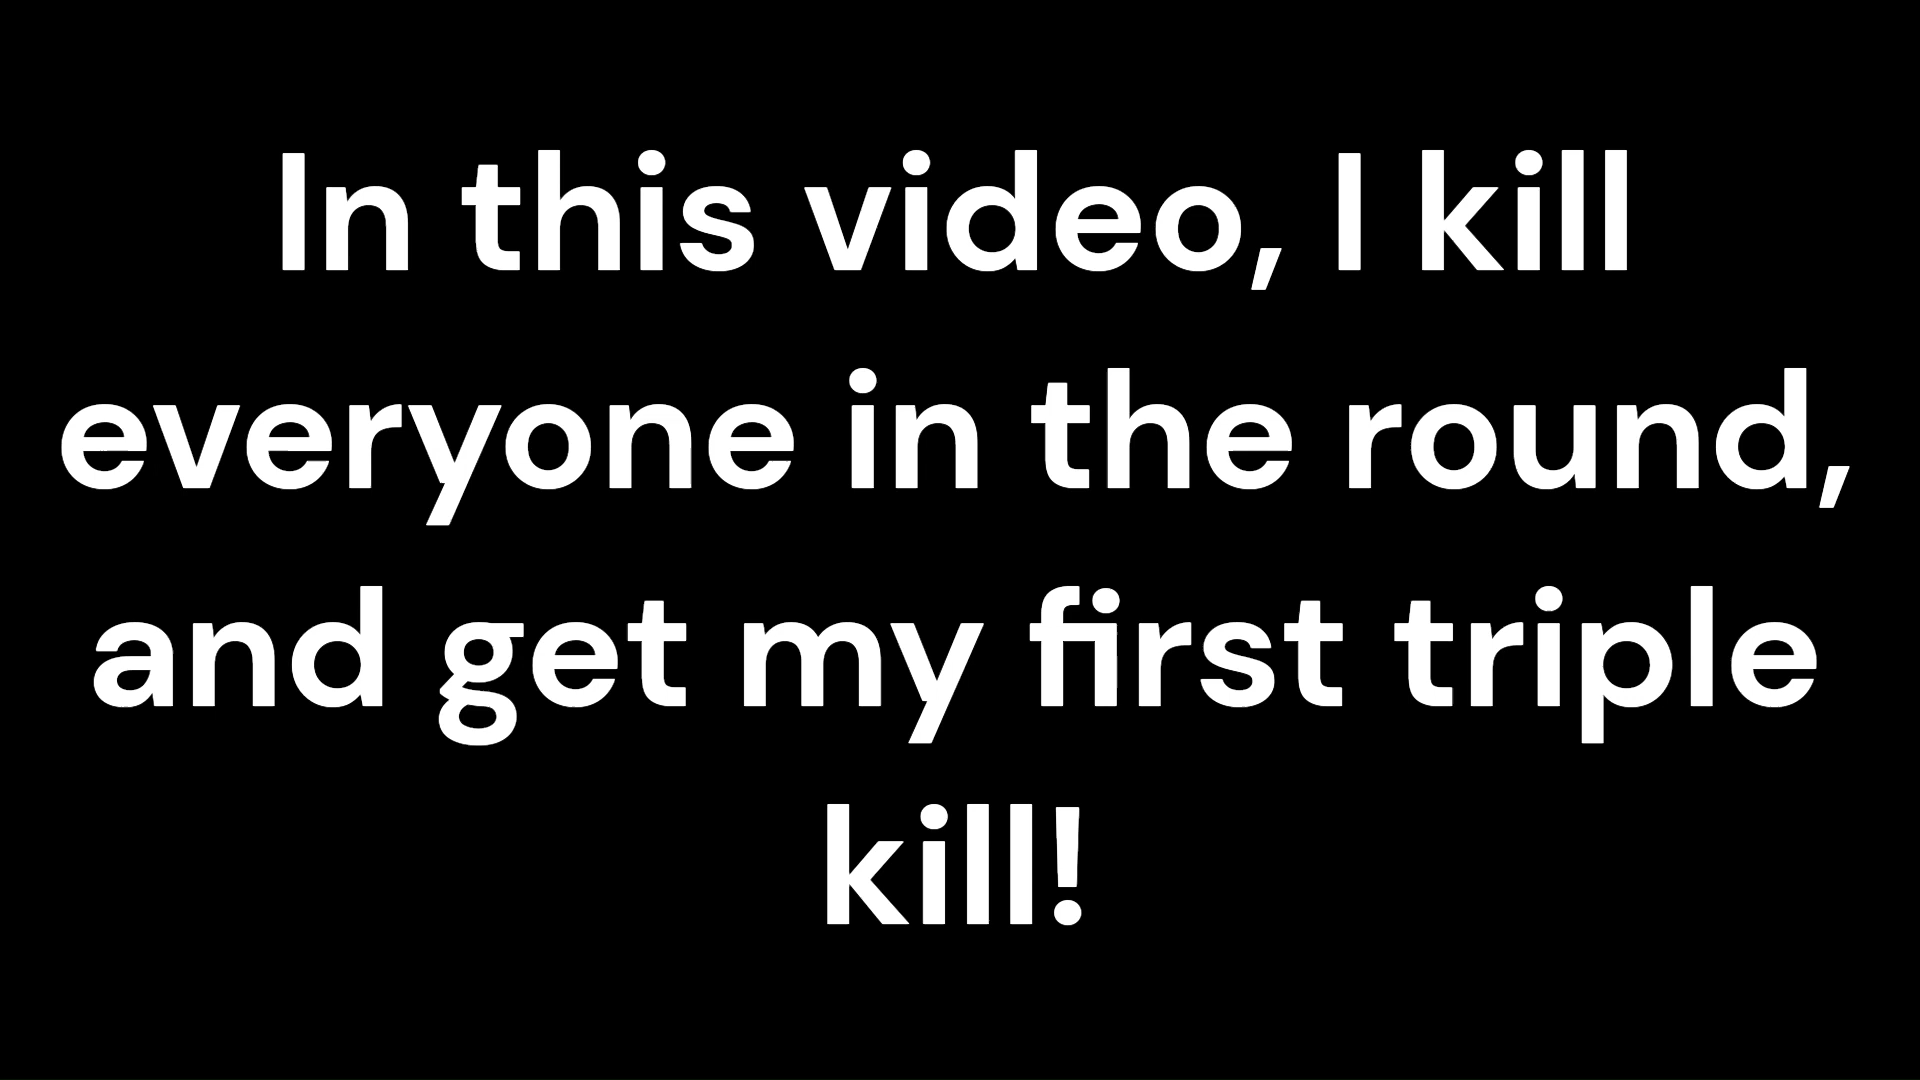 In this video, I kill
everyone in the round,
and get my first triple
kill!